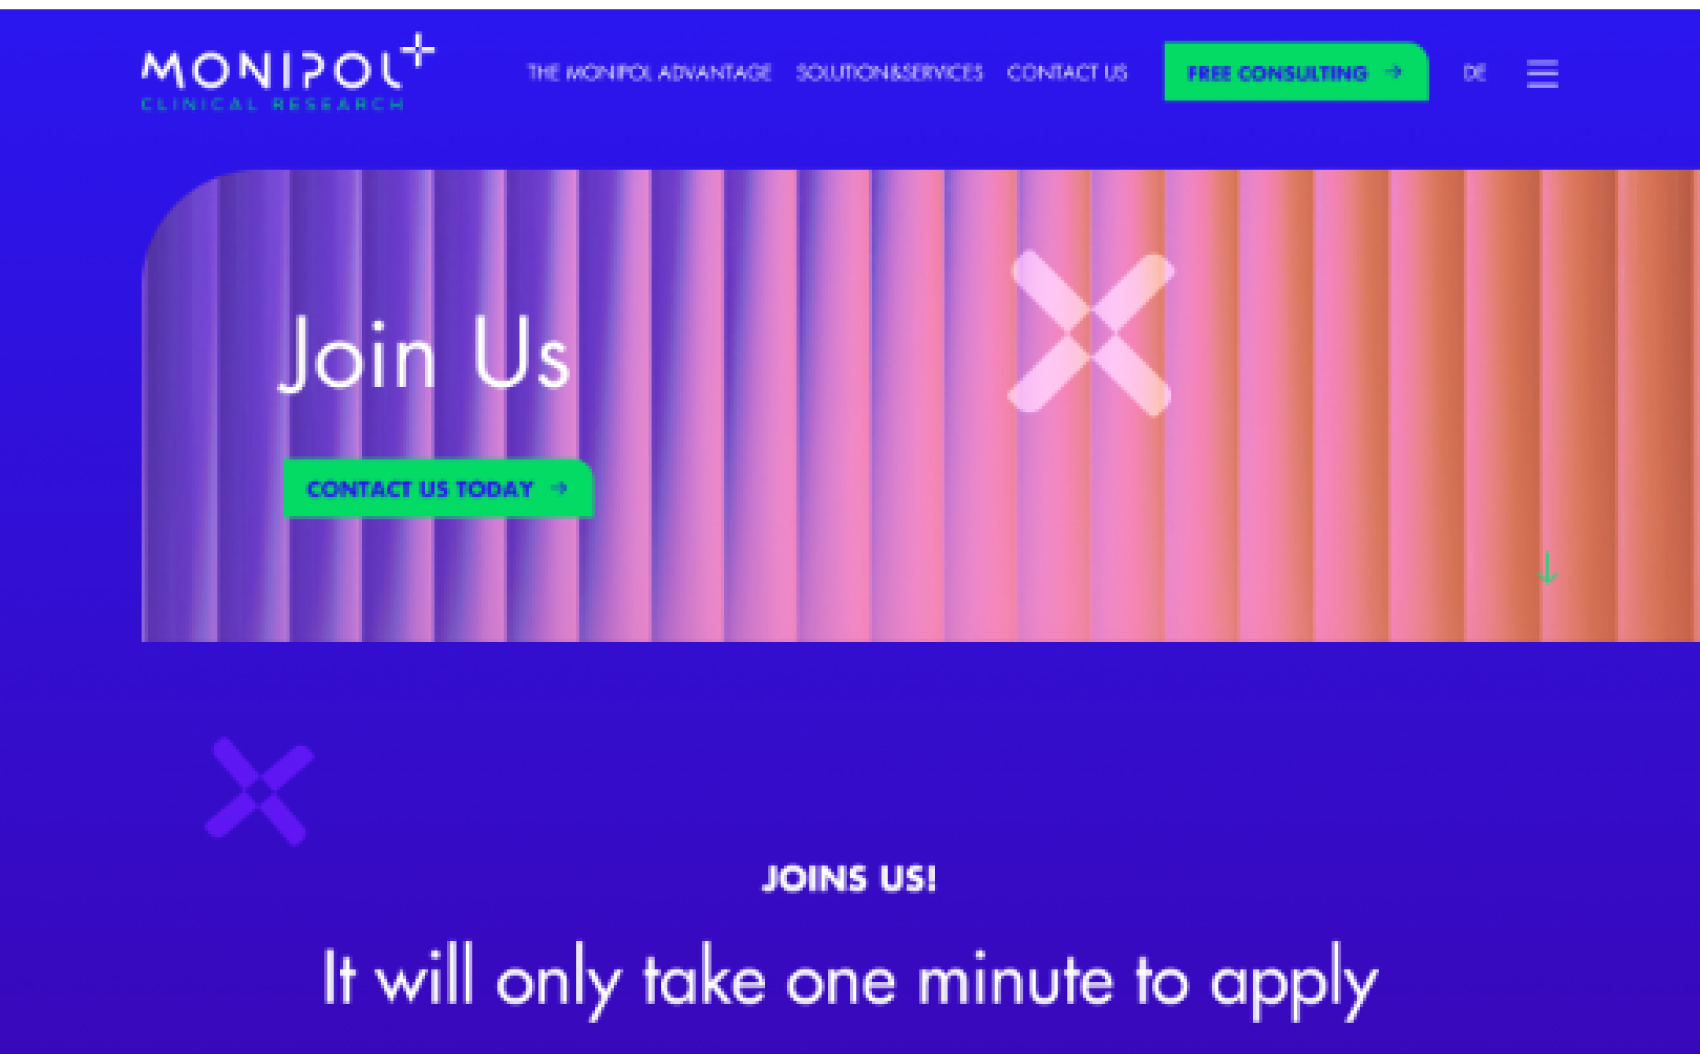 MONIPOL
CLINICAL RESEARCH
THE MONIPOL ADVANTAGE
SOLUTION&SERVICES
CONTACT US
FREE CONSULTING →
DE
Join Us
CONTACT US TODAY →
JOINS US!
It will only take one minute to apply